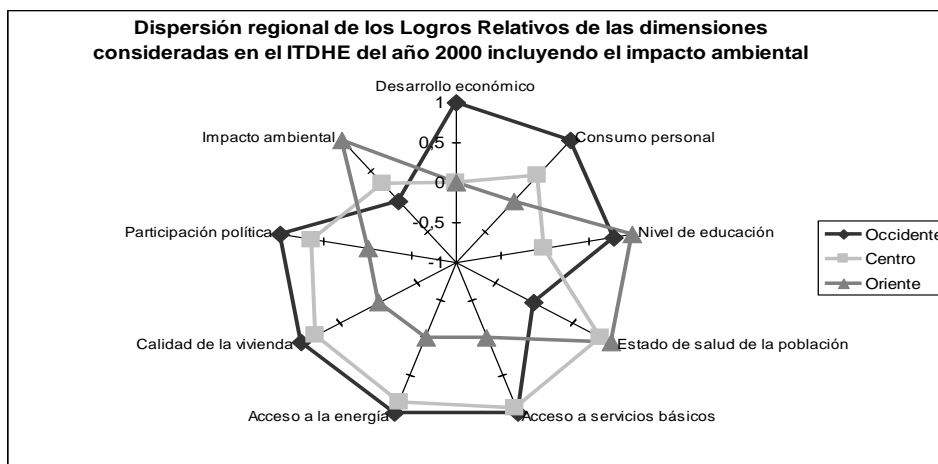 Dispersión regional de los Logros Relativos de las dimensiones
consideradas en el ITDHE del año 2000 incluyendo el impacto ambiental
Desarrollo económico
1
Impacto ambiental
Consumo personal
0,5
0
Participación política
Nivel de educación
-0,5
-1
Calidad de la vivienda
Estado de salud de la población
Acceso a la energía
Acceso a servicios básicos
Occidente
Centro
Oriente